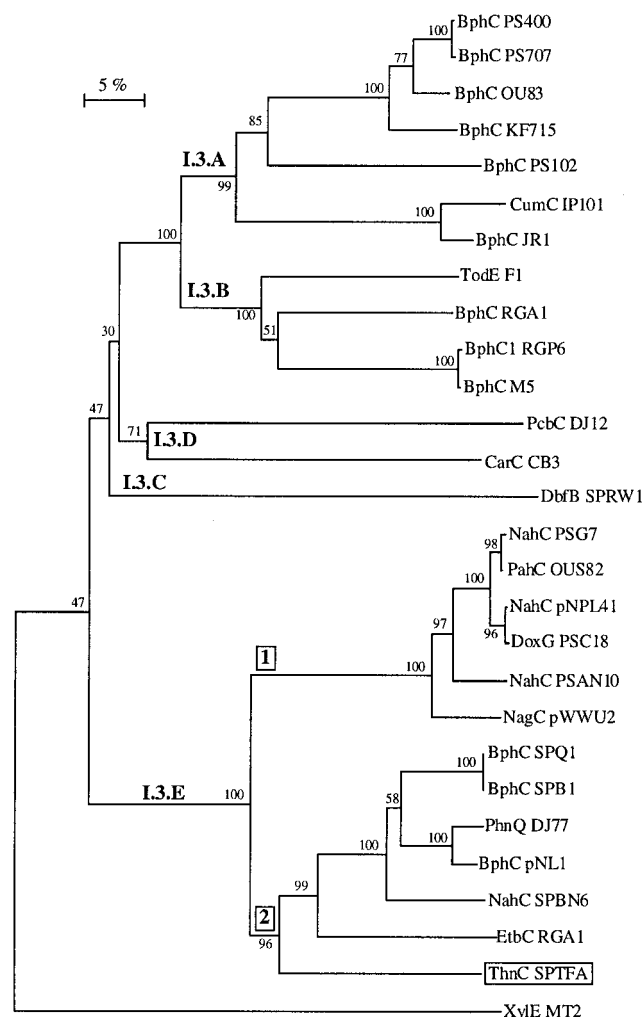 BphC PS400
5 %
77
100
BphC PS707
100
BphC OU83
85
BphC KF715
I.3.A
BphC PS102
99
CumC IP101
100
BphC JR1
100
TodE F1
I.3.B
100
BphC RGA1
30
51
BphC1 RGP6
100
BphC M5
47
PcbC DJ12
71
I.3.D
CarC CB3
I.3.C
DbfB SPRW1
NahC PSG7
98
PahC OUS82
100
NahC pNPL41
47
97
96
DoxG PSC18
1
100
NahC PSAN10
NagC pWWU2
BphC SPQ1
100
BphC SPB1
I.3.E
100
58
PhnQ DJ77
100
100
BphC pNL1
99
NahC SPBN6
2
96
EtbC RGA1
ThnC SPTFA
XylE MT2